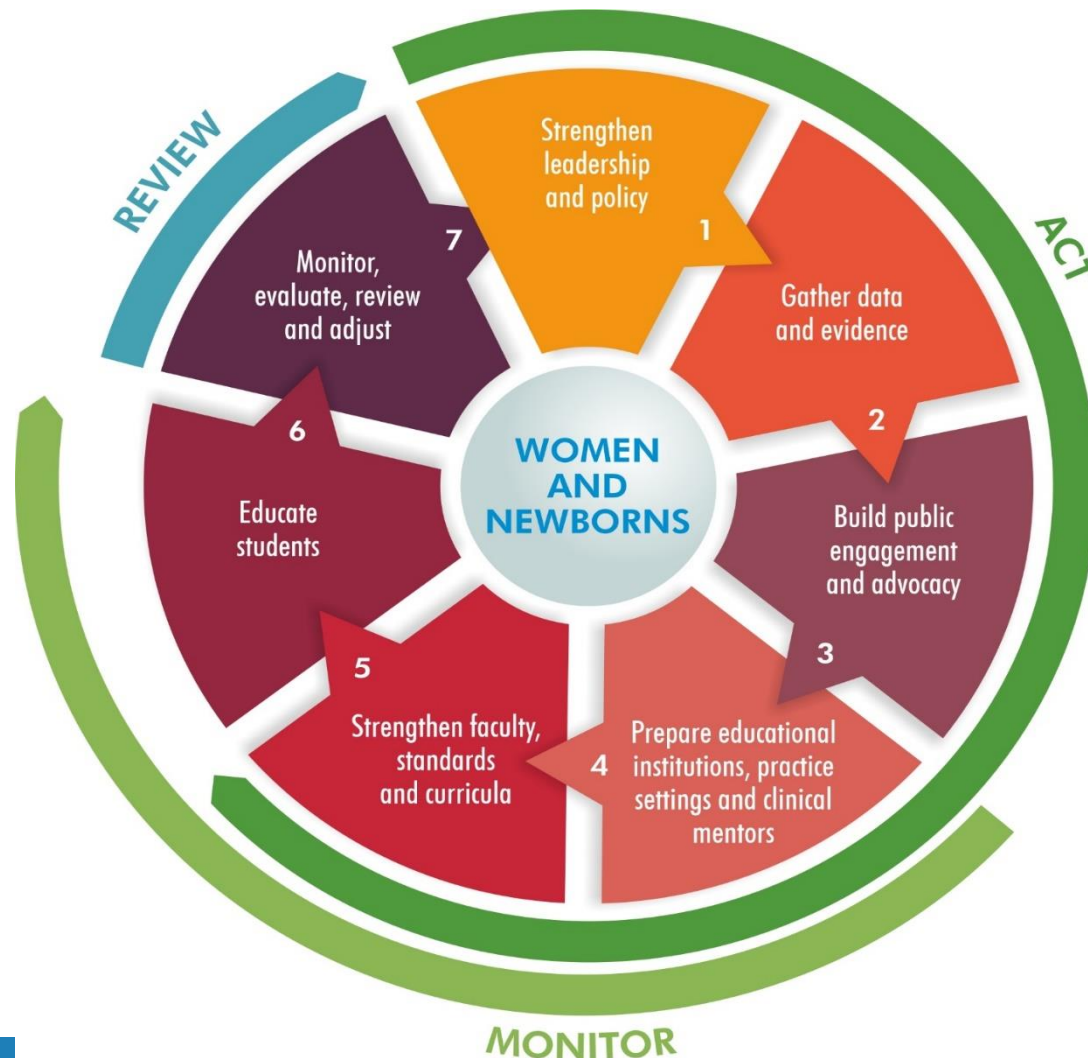 REVIEW
ACT
Strengthen
leadership
and policy
1
Gather data
and evidence
2
Build public
engagement
and advocacy
3
Prepare educational
institutions, practice
settings and clinical
mentors
4
Strengthen faculty,
standards
and curricula
5
Educate
students
6
Monitor,
evaluate, review
and adjust
7
WOMEN
AND
NEWBORNS
MONITOR